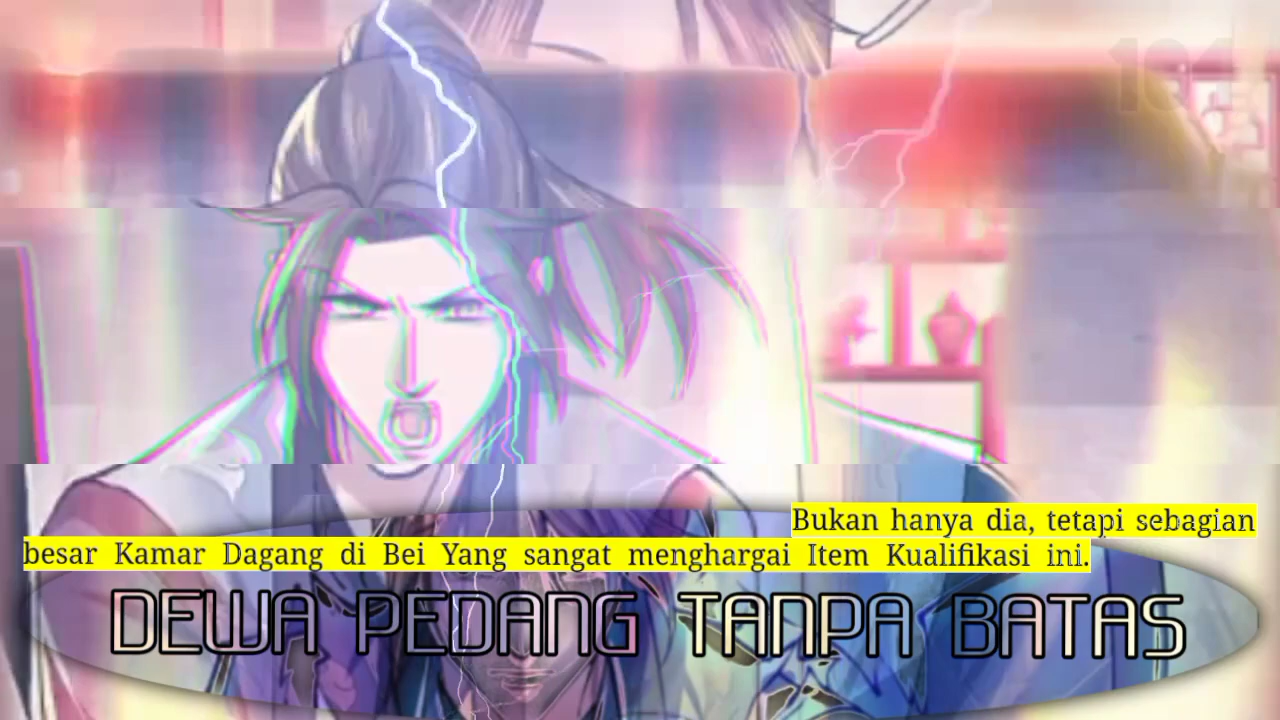 181
Bukan hanya dia, tetapi sebagian
besar Kamar Dagang di Bei Yang sangat menghargai Item Kualifikasi ini.
DEWA PEDANG TANPA BATAS